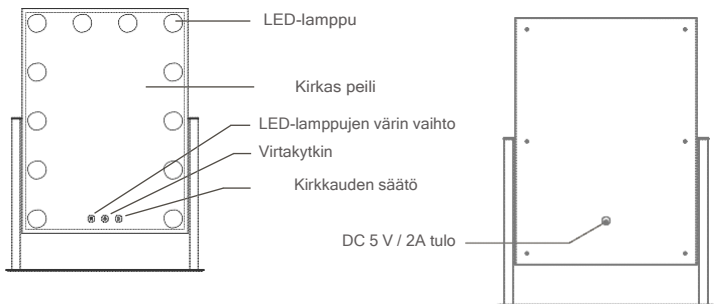 LED-lamppu
Kirkas peili
LED-lamppujen värin vaihto
Virtakytkin
Kirkkauden säätö
DC 5 V / 2A tulo